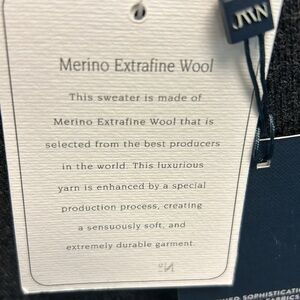 Merino Extrafine Wool
This sweater is made of
Merino Extrafine Wool that is
selected from the best producers
in the world. This luxurious
yarn is enhanced by a special
production process, creating
a sensuously soft, and
extremely durable garment.